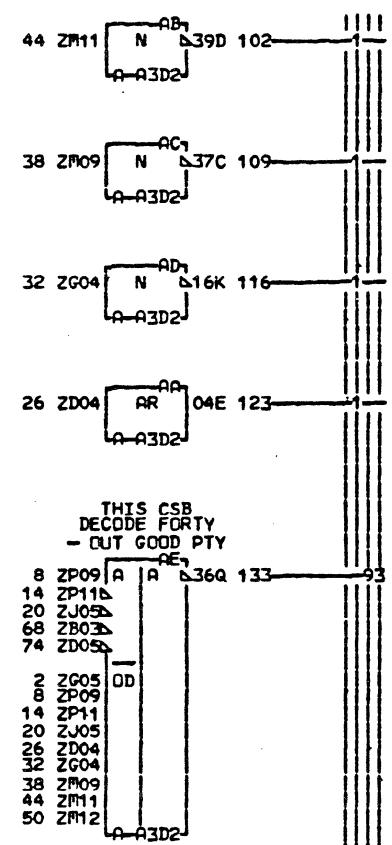 AB
44 ZM11 N 39D 102 1
A A3D2
AC
38 ZM09 N 37C 109 1
A A3D2
AD
32 ZG04 N 16K 116 1
A A3D2
AA
26 ZD04 AR 04E 123 1
A A3D2
THIS CSB
DECODE FORTY
- OUT GOOD PTY
AE
8 ZP09 A A 36Q 133 93
14 ZP11
20 ZJ05
68 ZB03
74 ZD05
2 ZG05 OD
8 ZP09
14 ZP11
20 ZJ05
26 ZD04
32 ZG04
38 ZM09
44 ZM11
50 ZM12
A A3D2